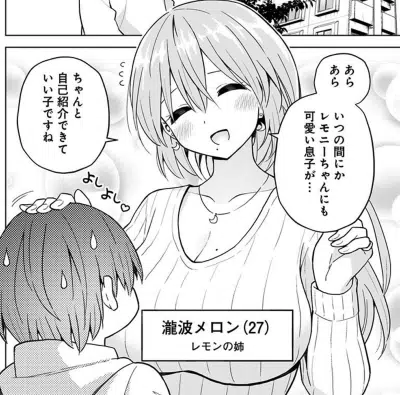 あら
あら
いつの間にか
レモニーちゃんにも
可愛い息子が…
ちゃんと
自己紹介できて
いい子ですね
よしよし♡
瀧波メロン(27)
レモンの姉